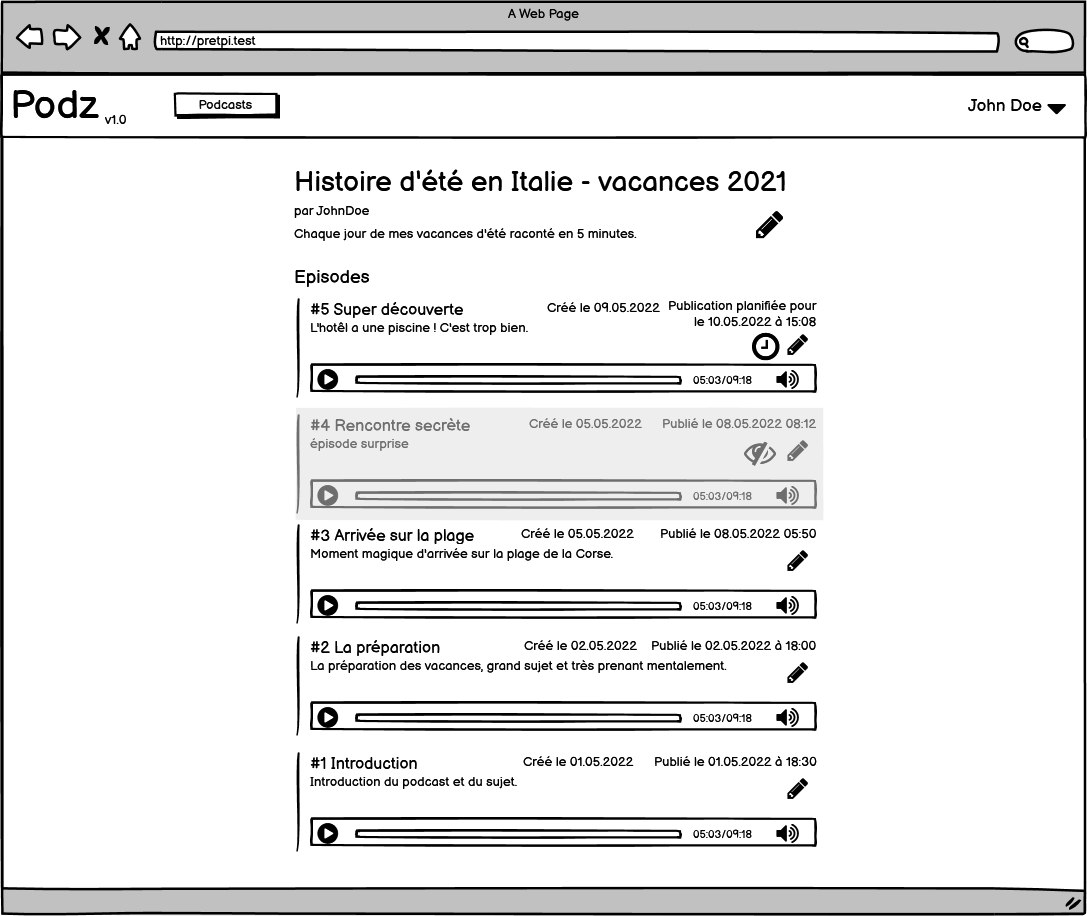 A Web Page
http://pretpi.test
Podz v1.0
Podcasts
John Doe
Histoire d'été en Italie - vacances 2021
par JohnDoe
Chaque jour de mes vacances d'été raconté en 5 minutes.
Episodes
#5 Super découverte
Créé le 09.05.2022
Publication planifiée pour
le 10.05.2022 à 15:08
L'hotêl a une piscine ! C'est trop bien.
05:03/09:18
#4 Rencontre secrète
Créé le 05.05.2022
Publié le 08.05.2022 08:12
épisode surprise
05:03/09:18
#3 Arrivée sur la plage
Créé le 05.05.2022
Publié le 08.05.2022 05:50
Moment magique d'arrivée sur la plage de la Corse.
05:03/09:18
#2 La préparation
Créé le 02.05.2022
Publié le 02.05.2022 à 18:00
La préparation des vacances, grand sujet et très prenant mentalement.
05:03/09:18
#1 Introduction
Créé le 01.05.2022
Publié le 01.05.2022 à 18:30
Introduction du podcast et du sujet.
05:03/09:18